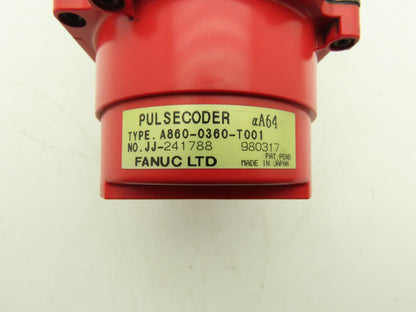 PULSECODER αA64
TYPE. A860-0360-T001
NO. JJ-241788 980317
PAT. PEND
FANUC LTD MADE IN JAPAN